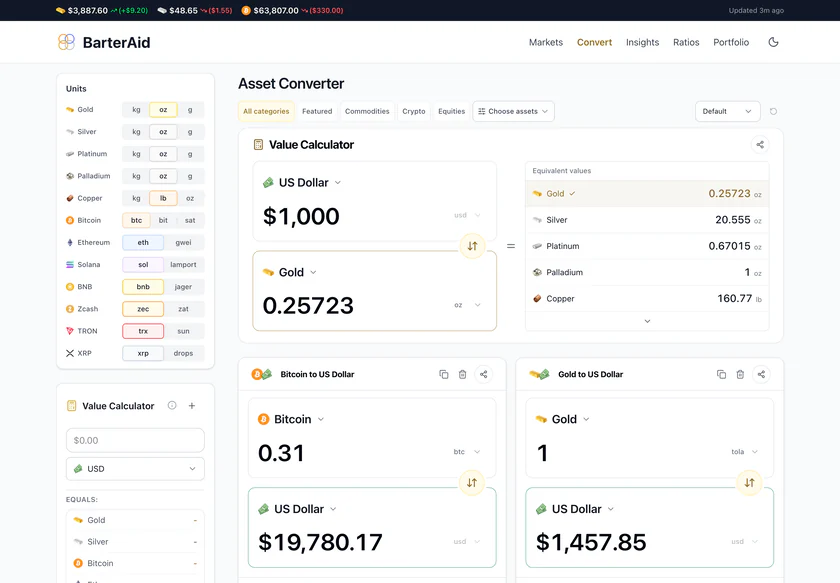 $3,887.60 (+$9.20) $48.65 ($1.55) $63,807.00 ($330.00) Updated 3m ago
BarterAid Markets Convert Insights Ratios Portfolio
Units
Gold kg oz g
Silver kg oz g
Platinum kg oz g
Palladium kg oz g
Copper kg lb oz
Bitcoin btc bit sat
Ethereum eth gwei
Solana sol lamport
BNB bnb jager
Zcash zec zat
TRON trx sun
XRP xrp drops
Value Calculator
$0.00
USD
EQUALS:
Gold -
Silver -
Bitcoin -
Asset Converter
All categories Featured Commodities Crypto Equities Choose assets Default
Value Calculator
US Dollar
$1,000 usd
Gold
0.25723 oz
=
Equivalent values
Gold 0.25723 oz
Silver 20.555 oz
Platinum 0.67015 oz
Palladium 1 oz
Copper 160.77 lb
Bitcoin to US Dollar
Bitcoin
0.31 btc
US Dollar
$19,780.17 usd
Gold to US Dollar
Gold
1 tola
US Dollar
$1,457.85 usd